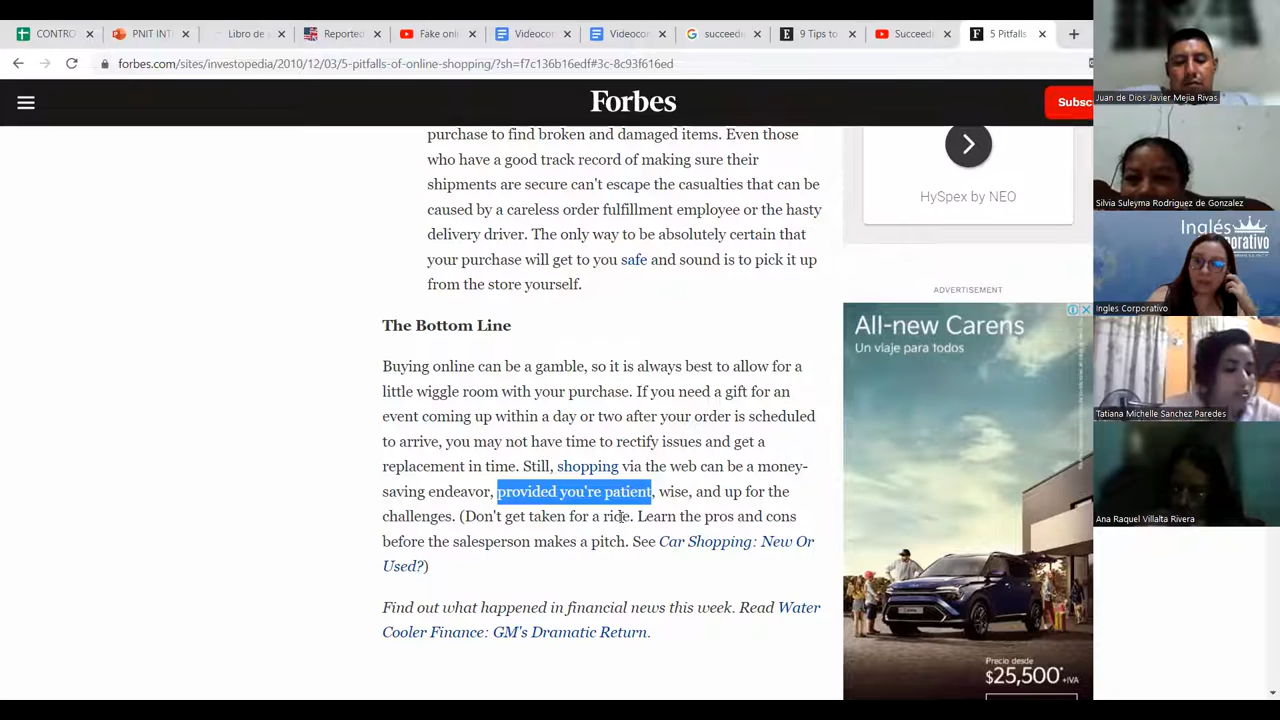 CONTRO
PNIT INT
Libro de
Reporte
Fake onl
Videocor
Videocor
succeedi
9 Tips to
Succeedi
5 Pitfalls
forbes.com/sites/investopedia/2010/12/03/5-pitfalls-of-online-shopping/?sh=f7c136b16edf#3c-8c93f616ed
Forbes
Subsc
purchase to find broken and damaged items. Even those
who have a good track record of making sure their
shipments are secure can't escape the casualties that can be
caused by a careless order fulfillment employee or the hasty
delivery driver. The only way to be absolutely certain that
your purchase will get to you safe and sound is to pick it up
from the store yourself.
The Bottom Line
Buying online can be a gamble, so it is always best to allow for a
little wiggle room with your purchase. If you need a gift for an
event coming up within a day or two after your order is scheduled
to arrive, you may not have time to rectify issues and get a
replacement in time. Still, shopping via the web can be a money-
saving endeavor, provided you're patient, wise, and up for the
challenges. (Don't get taken for a ride. Learn the pros and cons
before the salesperson makes a pitch. See Car Shopping: New Or
Used?)
Find out what happened in financial news this week. Read Water
Cooler Finance: GM's Dramatic Return.
HySpex by NEO
ADVERTISEMENT
All-new Carens
Un viaje para todos
Precio desde
$25,500* +IVA
Juan de Dios Javier Mejia Rivas
Silvia Suleyma Rodriguez de Gonzalez
Inglés
orporativo
Ingles Corporativo
Tatiana Michelle Sanchez Paredes
Ana Raquel Villalta Rivera